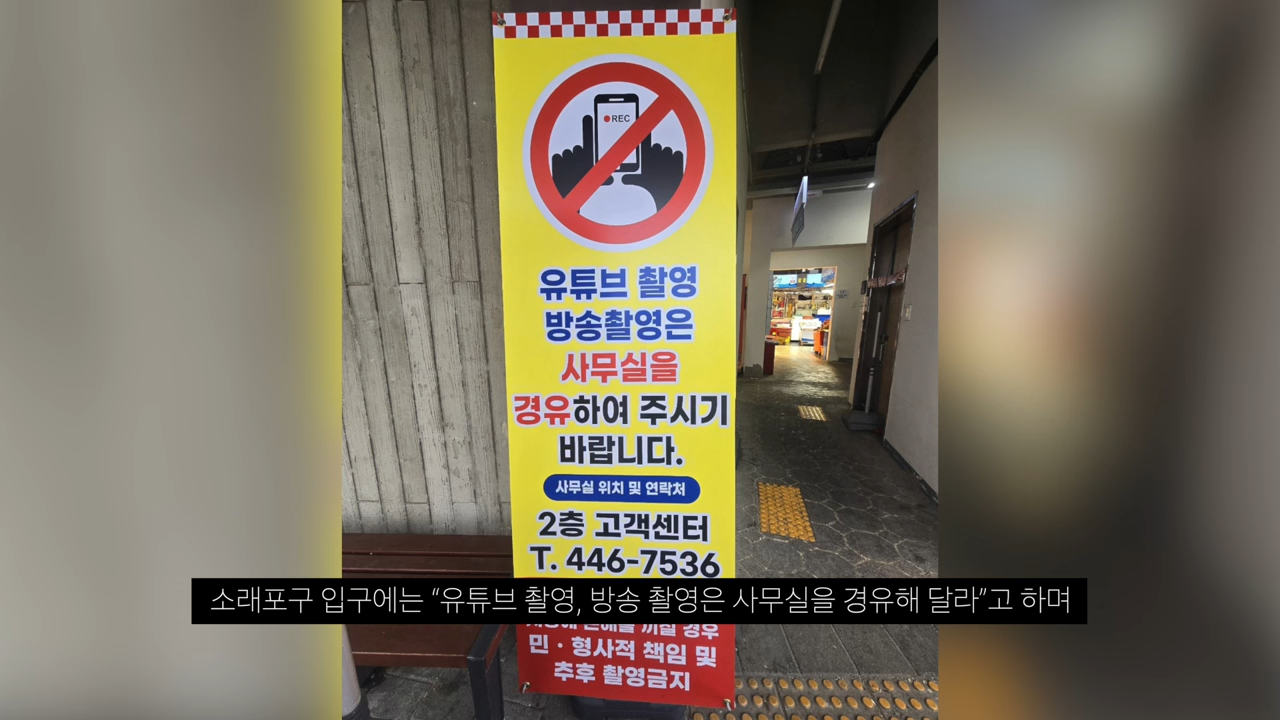 REC
유튜브 촬영
방송촬영은
사무실을
경유하여 주시기
바랍니다.
사무실 위치 및 연락처
2층 고객센터
T. 446-7536
소래포구 입구에는 “유튜브 촬영, 방송 촬영은 사무실을 경유해 달라”고 하며
끼칠 경우
민·형사적 책임 및
추후 촬영금지